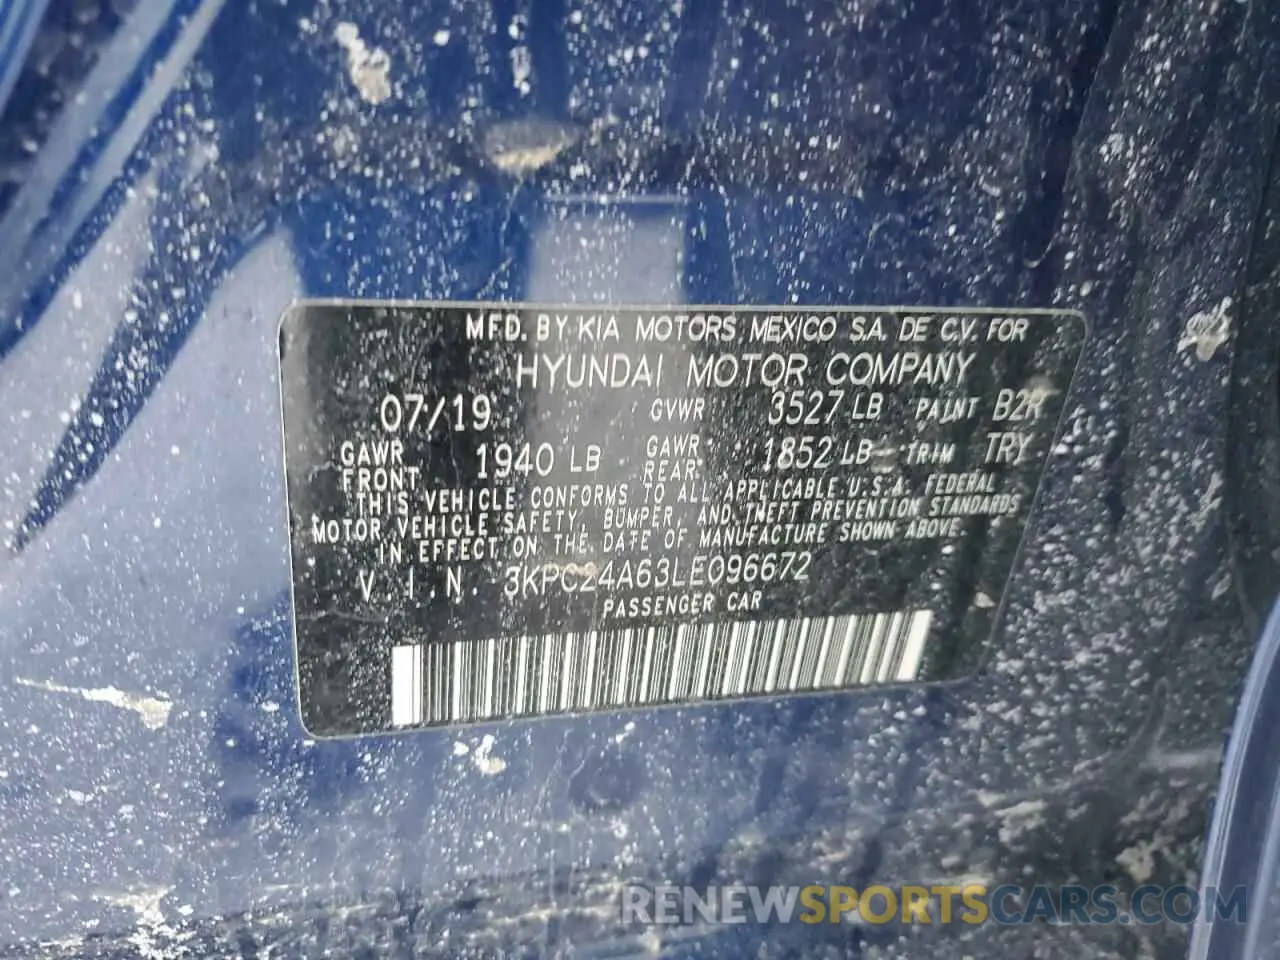 MFD. BY KIA MOTORS MEXICO S.A. DE C.V. FOR
HYUNDAI MOTOR COMPANY
07/19 GVWR 3527 LB PAINT B2R
GAWR FRONT 1940 LB GAWR REAR 1852 LB TRIM TRY
THIS VEHICLE CONFORMS TO ALL APPLICABLE U.S.A. FEDERAL
MOTOR VEHICLE SAFETY, BUMPER, AND THEFT PREVENTION STANDARDS
IN EFFECT ON THE DATE OF MANUFACTURE SHOWN ABOVE.
V.I.N. 3KPC24A63LE096672
PASSENGER CAR
RENEWSPORTSCARS.COM